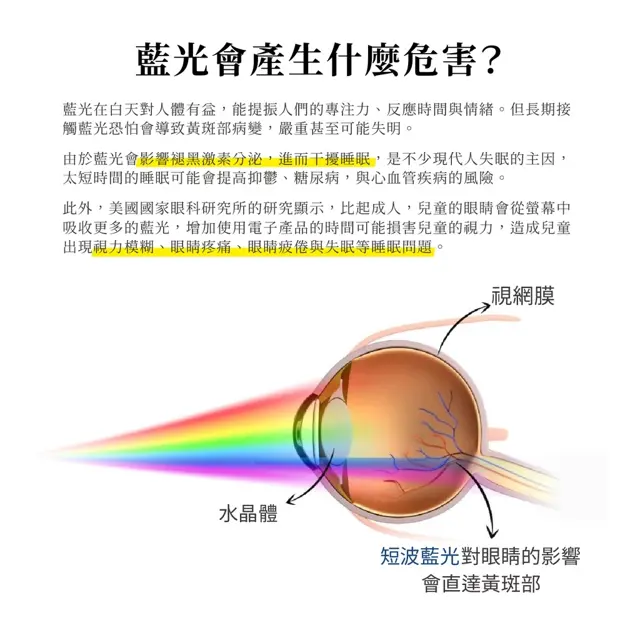 藍光會產生什麼危害?
藍光在白天對人體有益，能提振人們的專注力、反應時間與情緒。但長期接
觸藍光恐怕會導致黃斑部病變，嚴重甚至可能失明。
由於藍光會影響褪黑激素分泌，進而干擾睡眠，是不少現代人失眠的主因，
太短時間的睡眠可能會提高抑鬱、糖尿病，與心血管疾病的風險。
此外，美國國家眼科研究所的研究顯示，比起成人，兒童的眼睛會從螢幕中
吸收更多的藍光，增加使用電子產品的時間可能損害兒童的視力，造成兒童
出現視力模糊、眼睛疼痛、眼睛疲倦與失眠等睡眠問題。
視網膜
水晶體
短波藍光對眼睛的影響
會直達黃斑部